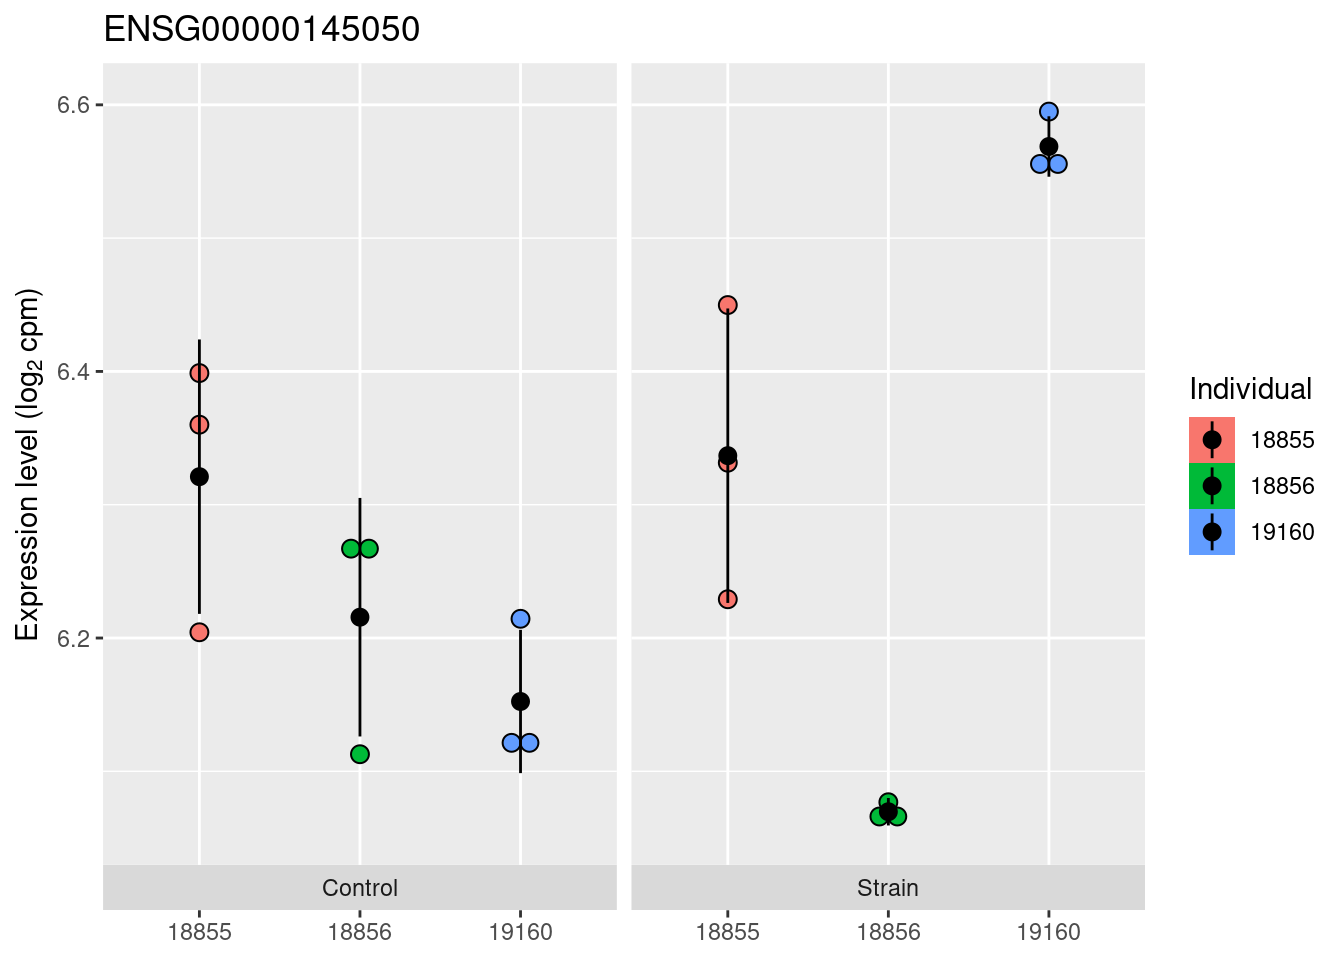 ENSG00000145050
Expression level (log₂ cpm)
6.6
6.4
6.2
Control
Strain
18855 18856 19160
18855 18856 19160
Individual
18855
18856
19160